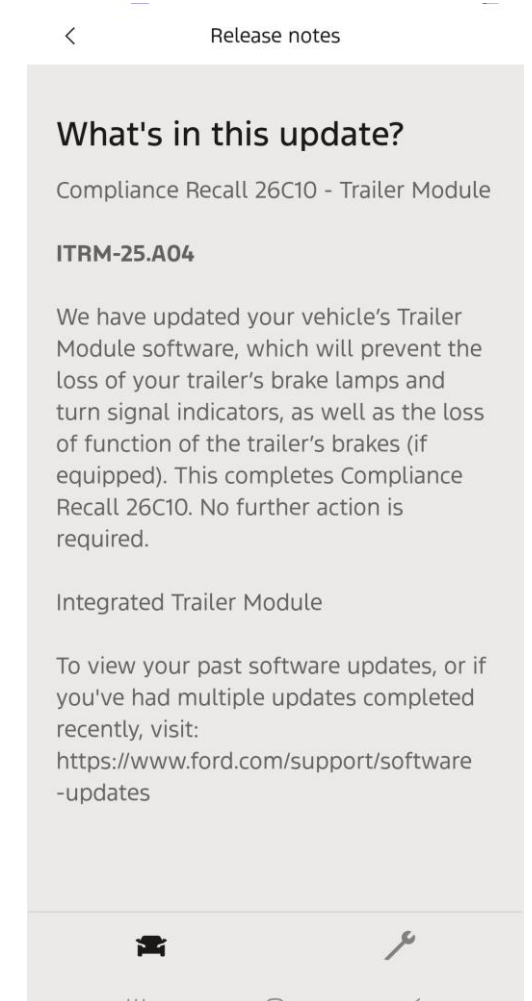 Release notes
What's in this update?
Compliance Recall 26C10 - Trailer Module
ITRM-25.A04
We have updated your vehicle's Trailer
Module software, which will prevent the
loss of your trailer's brake lamps and
turn signal indicators, as well as the loss
of function of the trailer's brakes (if
equipped). This completes Compliance
Recall 26C10. No further action is
required.
Integrated Trailer Module
To view your past software updates, or if
you've had multiple updates completed
recently, visit:
https://www.ford.com/support/software
-updates